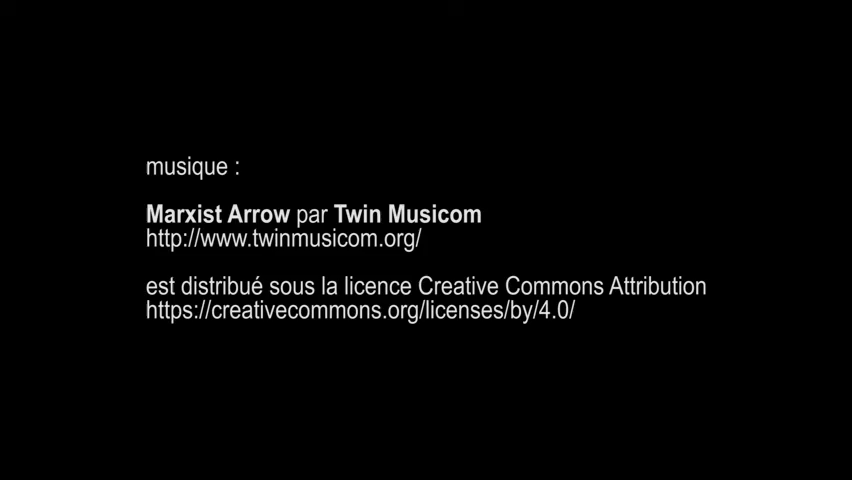 musique :
Marxist Arrow par Twin Musicom
http://www.twinmusicom.org/
est distribué sous la licence Creative Commons Attribution
https://creativecommons.org/licenses/by/4.0/